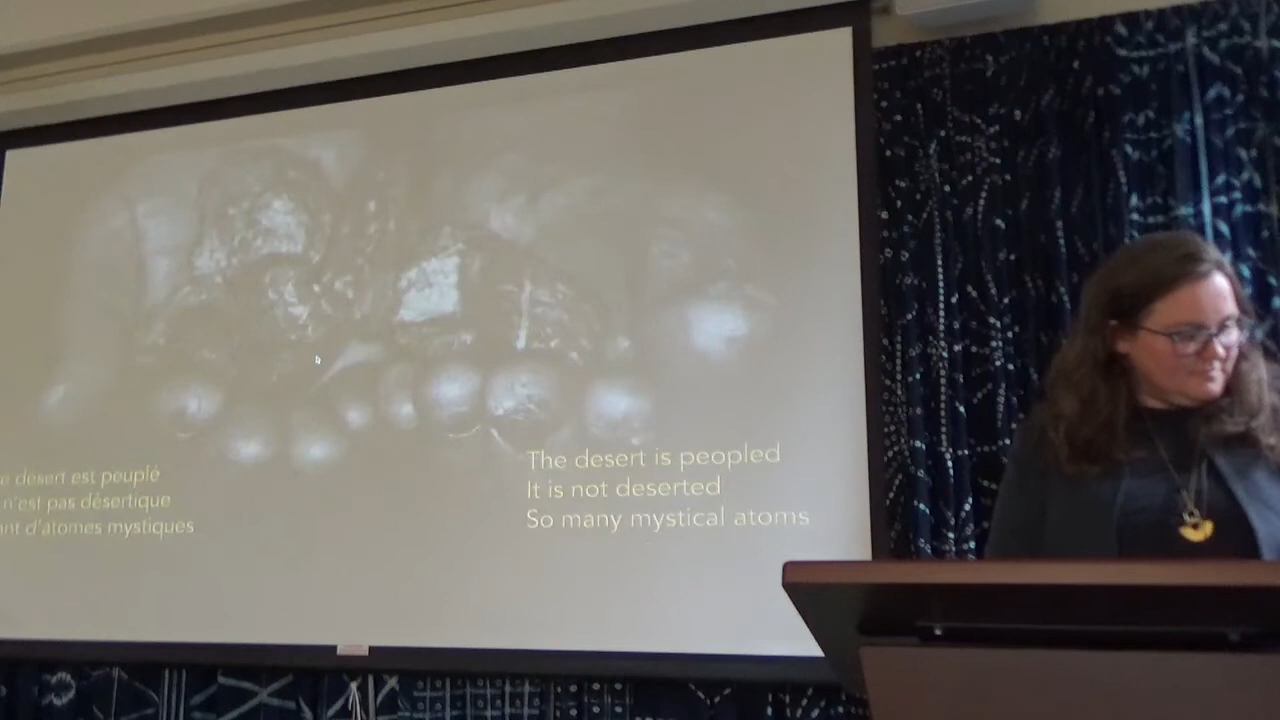 desert est peuplé
n'est pas désertique
d'atomes mystiques
The desert is peopled
It is not deserted
So many mystical atoms